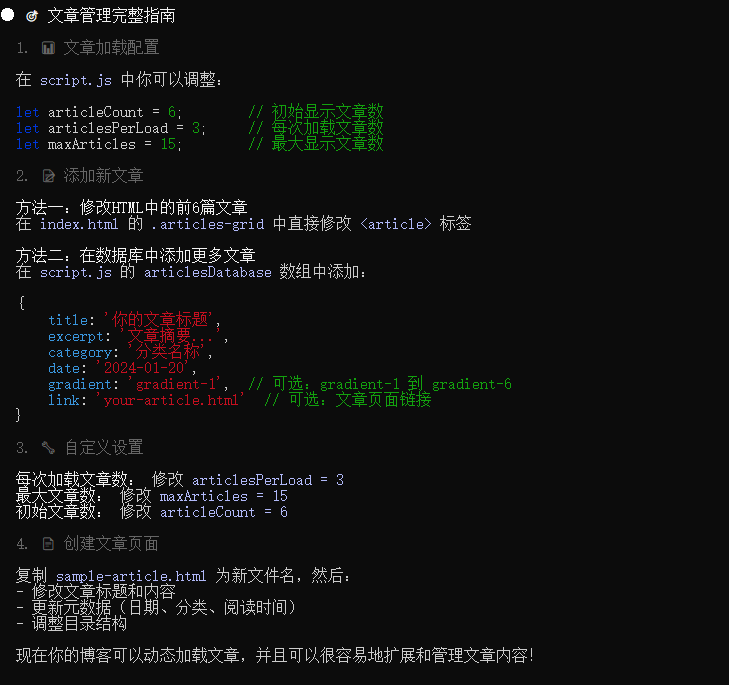 🎯 文章管理完整指南
1. 📊 文章加载配置
在 script.js 中你可以调整：
let articleCount = 6;        // 初始显示文章数
let articlesPerLoad = 3;     // 每次加载文章数
let maxArticles = 15;        // 最大显示文章数
2. 📝 添加新文章
方法一：修改HTML中的前6篇文章
在 index.html 的 .articles-grid 中直接修改 <article> 标签
方法二：在数据库中添加更多文章
在 script.js 的 articlesDatabase 数组中添加：
{
    title: '你的文章标题',
    excerpt: '文章摘要...',
    category: '分类名称',
    date: '2024-01-20',
    gradient: 'gradient-1',  // 可选：gradient-1 到 gradient-6
    link: 'your-article.html'  // 可选：文章页面链接
}
3. 🔧 自定义设置
每次加载文章数： 修改 articlesPerLoad = 3
最大文章数： 修改 maxArticles = 15
初始文章数： 修改 articleCount = 6
4. 📄 创建文章页面
复制 sample-article.html 为新文件名，然后：
- 修改文章标题和内容
- 更新元数据（日期、分类、阅读时间）
- 调整目录结构
现在你的博客可以动态加载文章，并且可以很容易地扩展和管理文章内容！